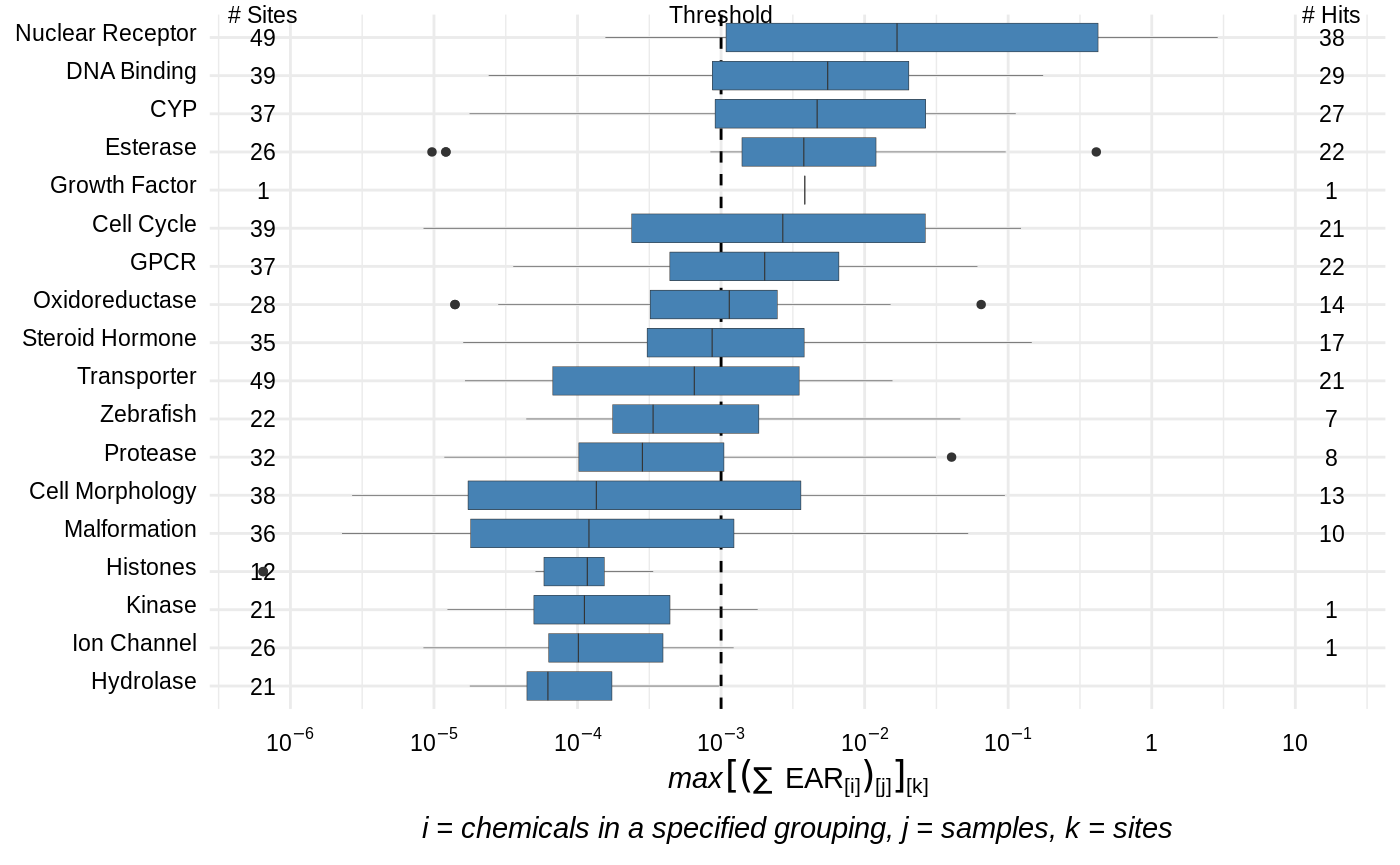 # Sites Threshold # Hits
Nuclear Receptor 49 38
DNA Binding 39 29
CYP 37 27
Esterase 26 22
Growth Factor 1 1
Cell Cycle 39 21
GPCR 37 22
Oxidoreductase 28 14
Steroid Hormone 35 17
Transporter 49 21
Zebrafish 22 7
Protease 32 8
Cell Morphology 38 13
Malformation 36 10
Histones 12
Kinase 21 1
Ion Channel 26 1
Hydrolase 21
10⁻⁶ 10⁻⁵ 10⁻⁴ 10⁻³ 10⁻² 10⁻¹ 1 10
max[(∑ EAR[i])[j]][k]
i = chemicals in a specified grouping, j = samples, k = sites